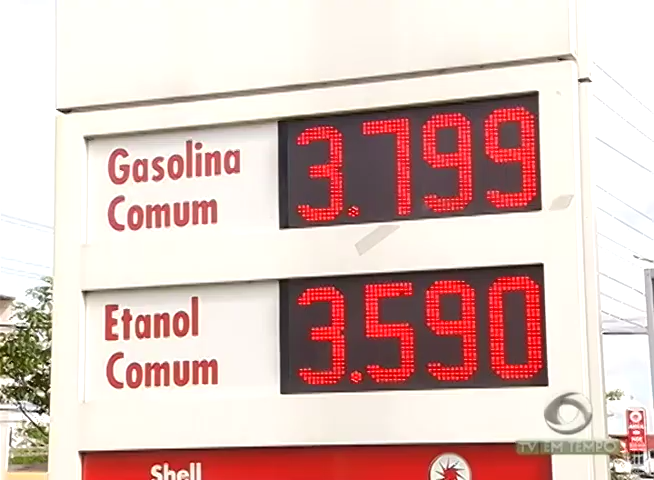 Gasolina
Comum
3.799
Etanol
Comum
3.590
Shell
TV EM TEMPO